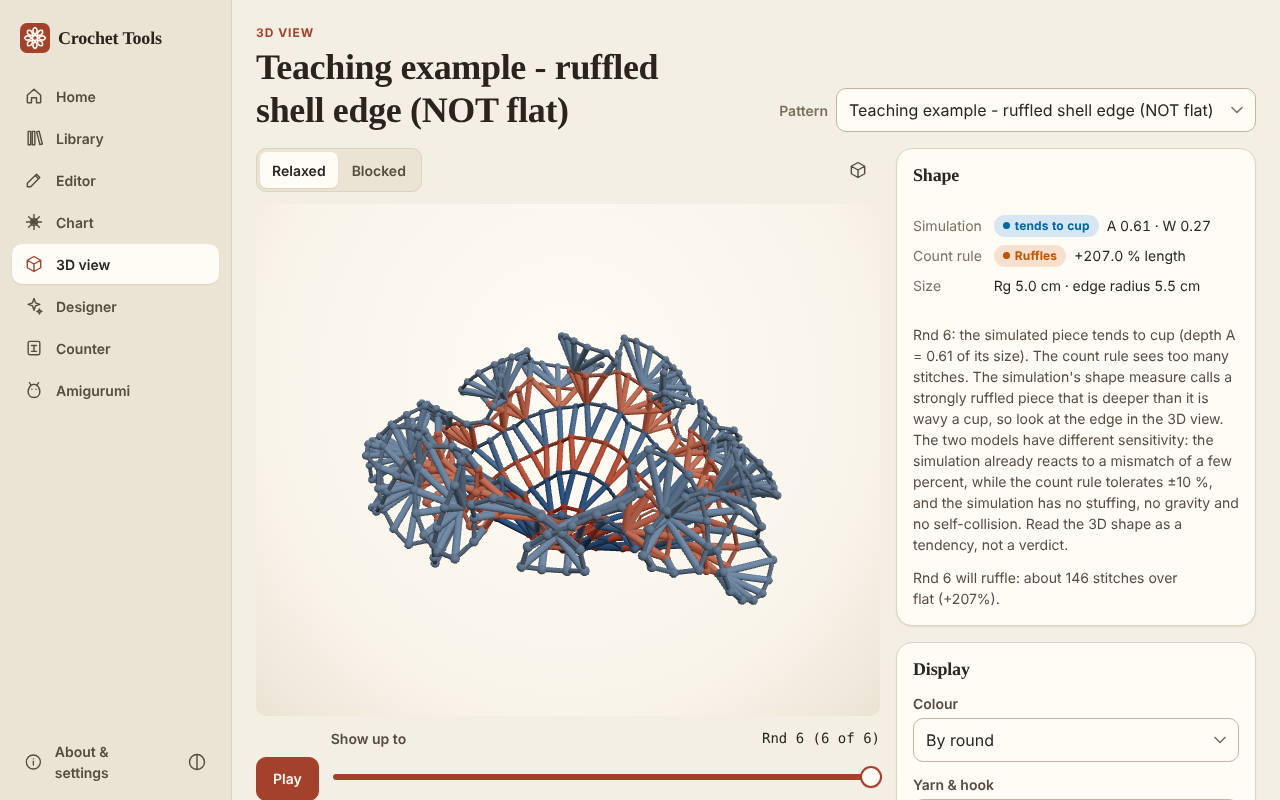 Crochet Tools
Home
Library
Editor
Chart
3D view
Designer
Counter
Amigurumi
About &
settings
3D VIEW
Teaching example - ruffled
shell edge (NOT flat)
Pattern
Teaching example - ruffled shell edge (NOT flat)
Relaxed
Blocked
Show up to
Rnd 6 (6 of 6)
Play
Shape
Simulation
tends to cup
A 0.61 · W 0.27
Count rule
Ruffles
+207.0 % length
Size
Rg 5.0 cm · edge radius 5.5 cm
Rnd 6: the simulated piece tends to cup (depth A
= 0.61 of its size). The count rule sees too many
stitches. The simulation's shape measure calls a
strongly ruffled piece that is deeper than it is
wavy a cup, so look at the edge in the 3D view.
The two models have different sensitivity: the
simulation already reacts to a mismatch of a few
percent, while the count rule tolerates ±10 %,
and the simulation has no stuffing, no gravity and
no self-collision. Read the 3D shape as a
tendency, not a verdict.
Rnd 6 will ruffle: about 146 stitches over
flat (+207%).
Display
Colour
By round
Yarn & hook